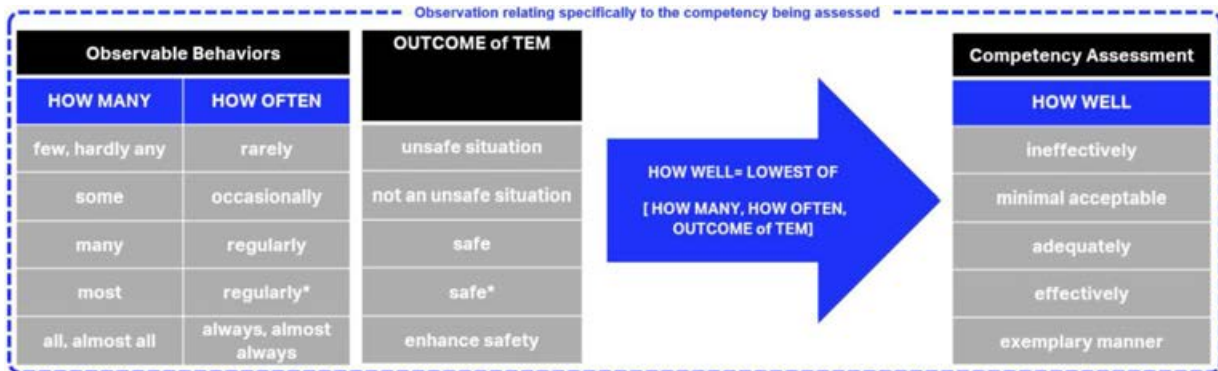 Observation relating specifically to the competency being assessed
Observable Behaviors
OUTCOME of TEM
HOW MANY
HOW OFTEN
few, hardly any
rarely
unsafe situation
some
occasionally
not an unsafe situation
many
regularly
safe
most
regularly*
safe*
all, almost all
always, almost
always
enhance safety
HOW WELL= LOWEST OF
[ HOW MANY, HOW OFTEN,
OUTCOME of TEM]
Competency Assessment
HOW WELL
ineffectively
minimal acceptable
adequately
effectively
exemplary manner